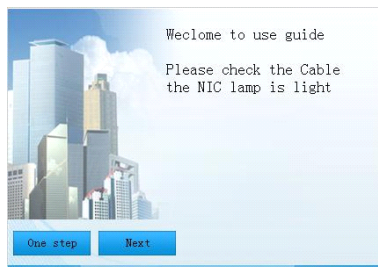 Weclome to use guide
Please check the Cable
the NIC lamp is light
One step
Next